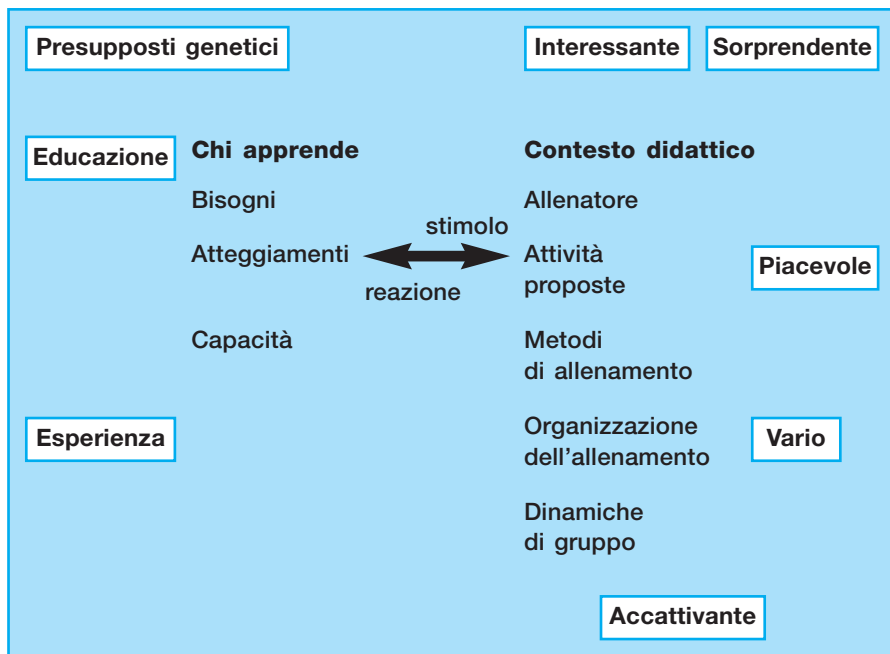 Presupposti genetici
Interessante
Sorprendente
Educazione
Chi apprende
Bisogni
Atteggiamenti
Capacità
stimolo
reazione
Contesto didattico
Allenatore
Attività
proposte
Metodi
di allenamento
Organizzazione
dell'allenamento
Dinamiche
di gruppo
Piacevole
Esperienza
Vario
Accattivante